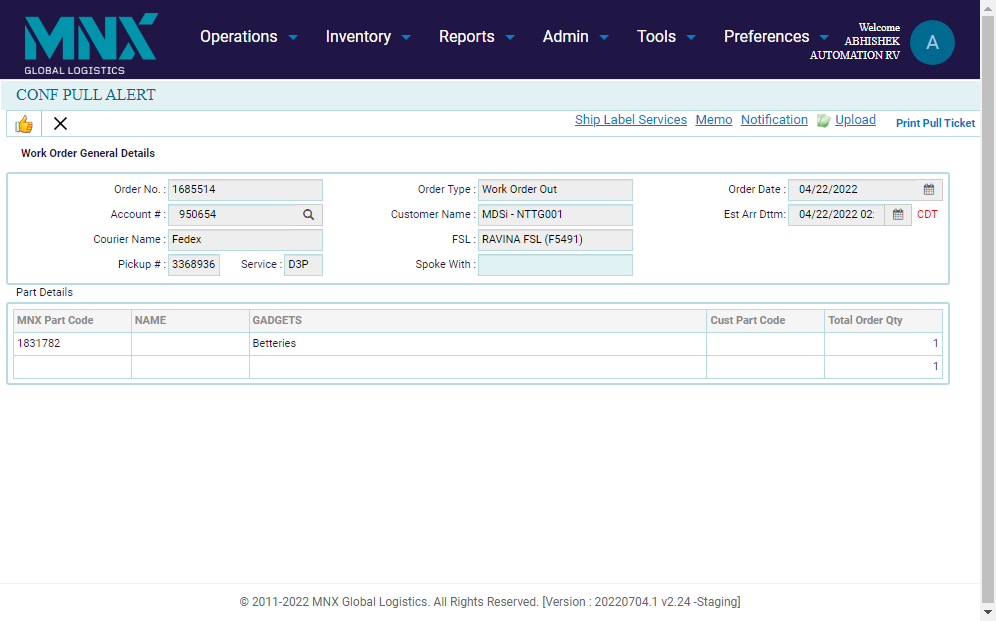 MNX
GLOBAL LOGISTICS
Operations Inventory Reports Admin Tools Preferences
Welcome
ABHISHEK
AUTOMATION RV
A
CONF PULL ALERT
Ship Label Services Memo Notification Upload Print Pull Ticket
Work Order General Details
Order No. : 1685514 Order Type : Work Order Out Order Date : 04/22/2022
Account # : 950654 Customer Name : MDSi - NTTG001 Est Arr Dttm: 04/22/2022 02: CDT
Courier Name : Fedex FSL : RAVINA FSL (F5491)
Pickup # : 3368936 Service : D3P Spoke With :
Part Details
MNX Part Code NAME GADGETS Cust Part Code Total Order Qty
1831782 Betteries 1
1
© 2011-2022 MNX Global Logistics. All Rights Reserved. [Version : 20220704.1 v2.24 -Staging]